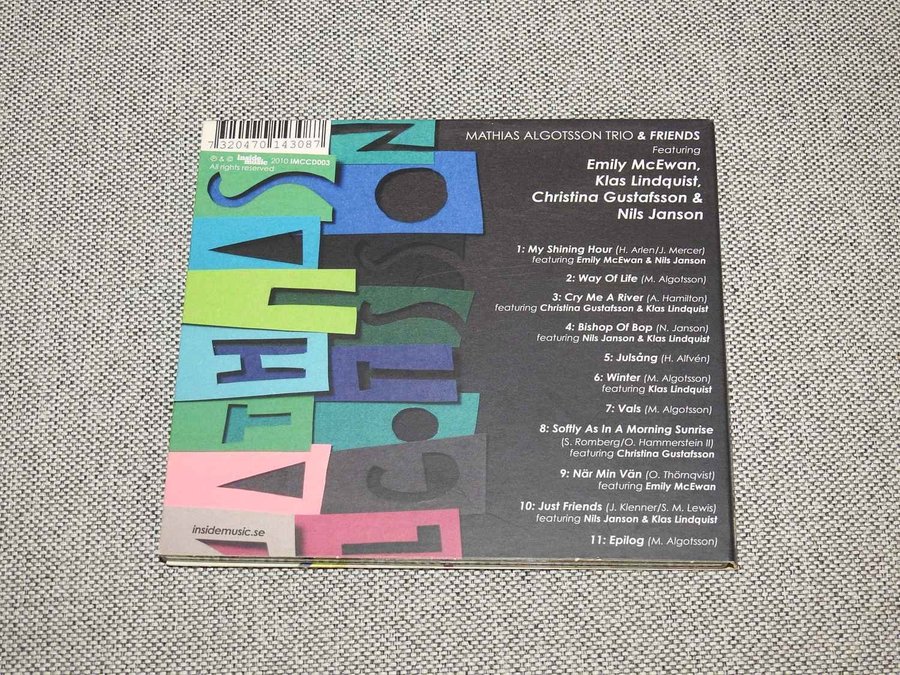 7320470 143087
℗ & © inside music 2010 IMCCD003
All rights reserved
MATHIAS ALGOTSSON
MATHIAS ALGOTSSON TRIO & FRIENDS
Featuring
Emily McEwan,
Klas Lindquist,
Christina Gustafsson &
Nils Janson
1: My Shining Hour (H. Arlen/J. Mercer)
featuring Emily McEwan & Nils Janson
2: Way Of Life (M. Algotsson)
3: Cry Me A River (A. Hamilton)
featuring Christina Gustafsson & Klas Lindquist
4: Bishop Of Bop (N. Janson)
featuring Nils Janson & Klas Lindquist
5: Julsång (H. Alfvén)
6: Winter (M. Algotsson)
featuring Klas Lindquist
7: Vals (M. Algotsson)
8: Softly As In A Morning Sunrise
(S. Romberg/O. Hammerstein II)
featuring Christina Gustafsson
9: När Min Vän (O. Thörnqvist)
featuring Emily McEwan
10: Just Friends (J. Klenner/S. M. Lewis)
featuring Nils Janson & Klas Lindquist
11: Epilog (M. Algotsson)
insidemusic.se